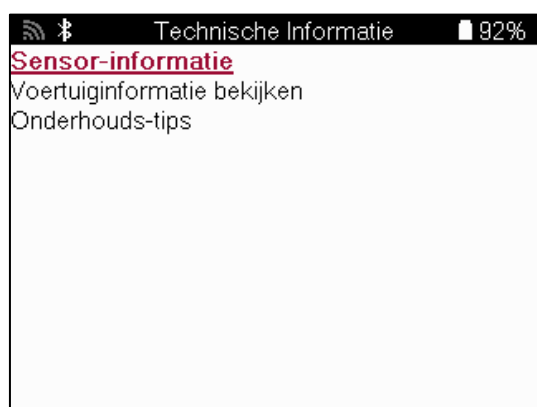 Technische Informatie 92%
Sensor-informatie
Voertuiginformatie bekijken
Onderhouds-tips